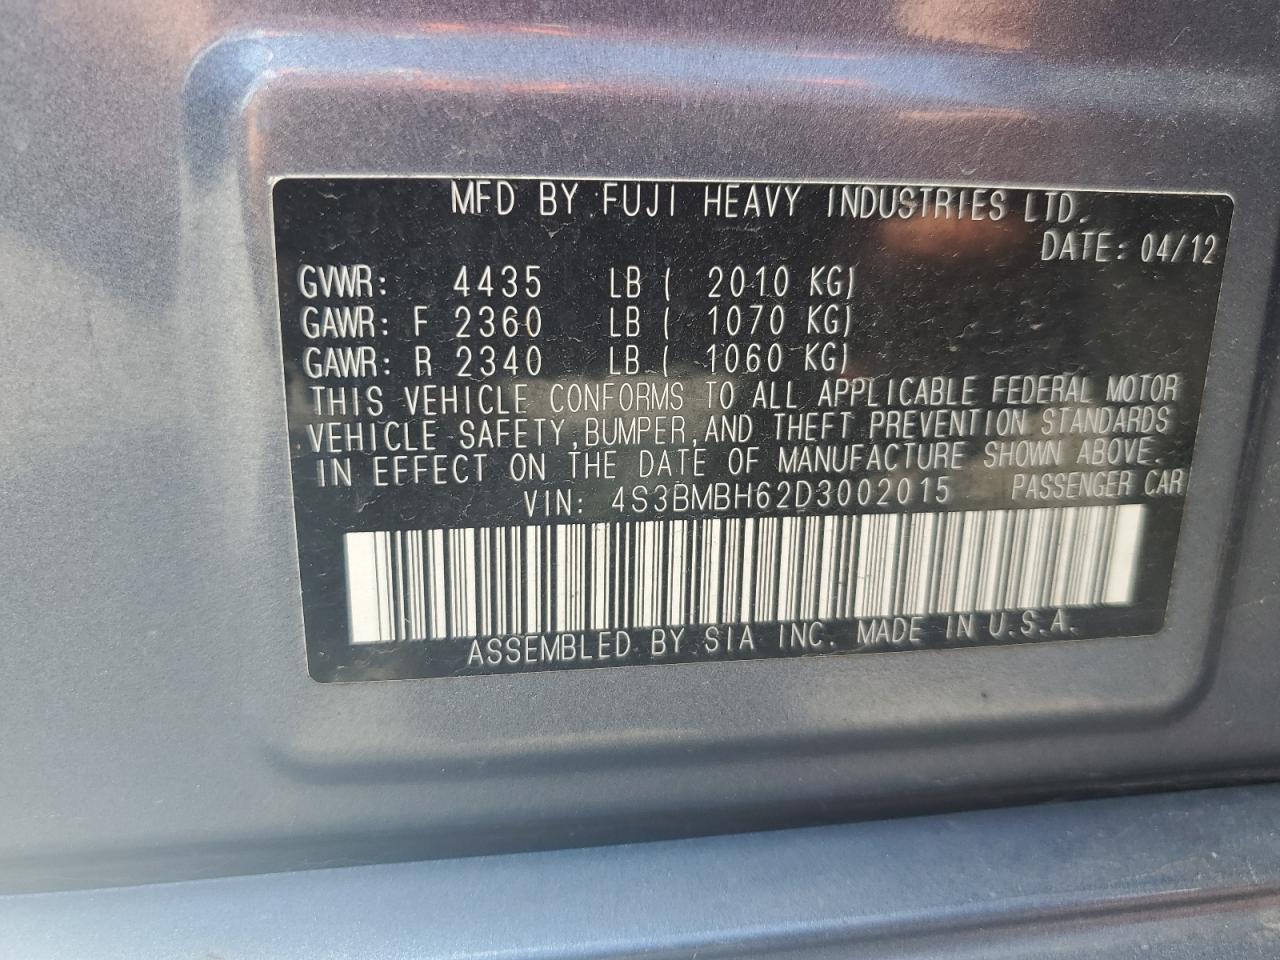 MFD BY FUJI HEAVY INDUSTRIES LTD.
DATE: 04/12
GVWR: 4435 LB ( 2010 KG)
GAWR: F 2360 LB ( 1070 KG)
GAWR: R 2340 LB ( 1060 KG)
THIS VEHICLE CONFORMS TO ALL APPLICABLE FEDERAL MOTOR
VEHICLE SAFETY, BUMPER, AND THEFT PREVENTION STANDARDS
IN EFFECT ON THE DATE OF MANUFACTURE SHOWN ABOVE.
VIN: 4S3BMBH62D3002015 PASSENGER CAR
ASSEMBLED BY SIA INC. MADE IN U.S.A.